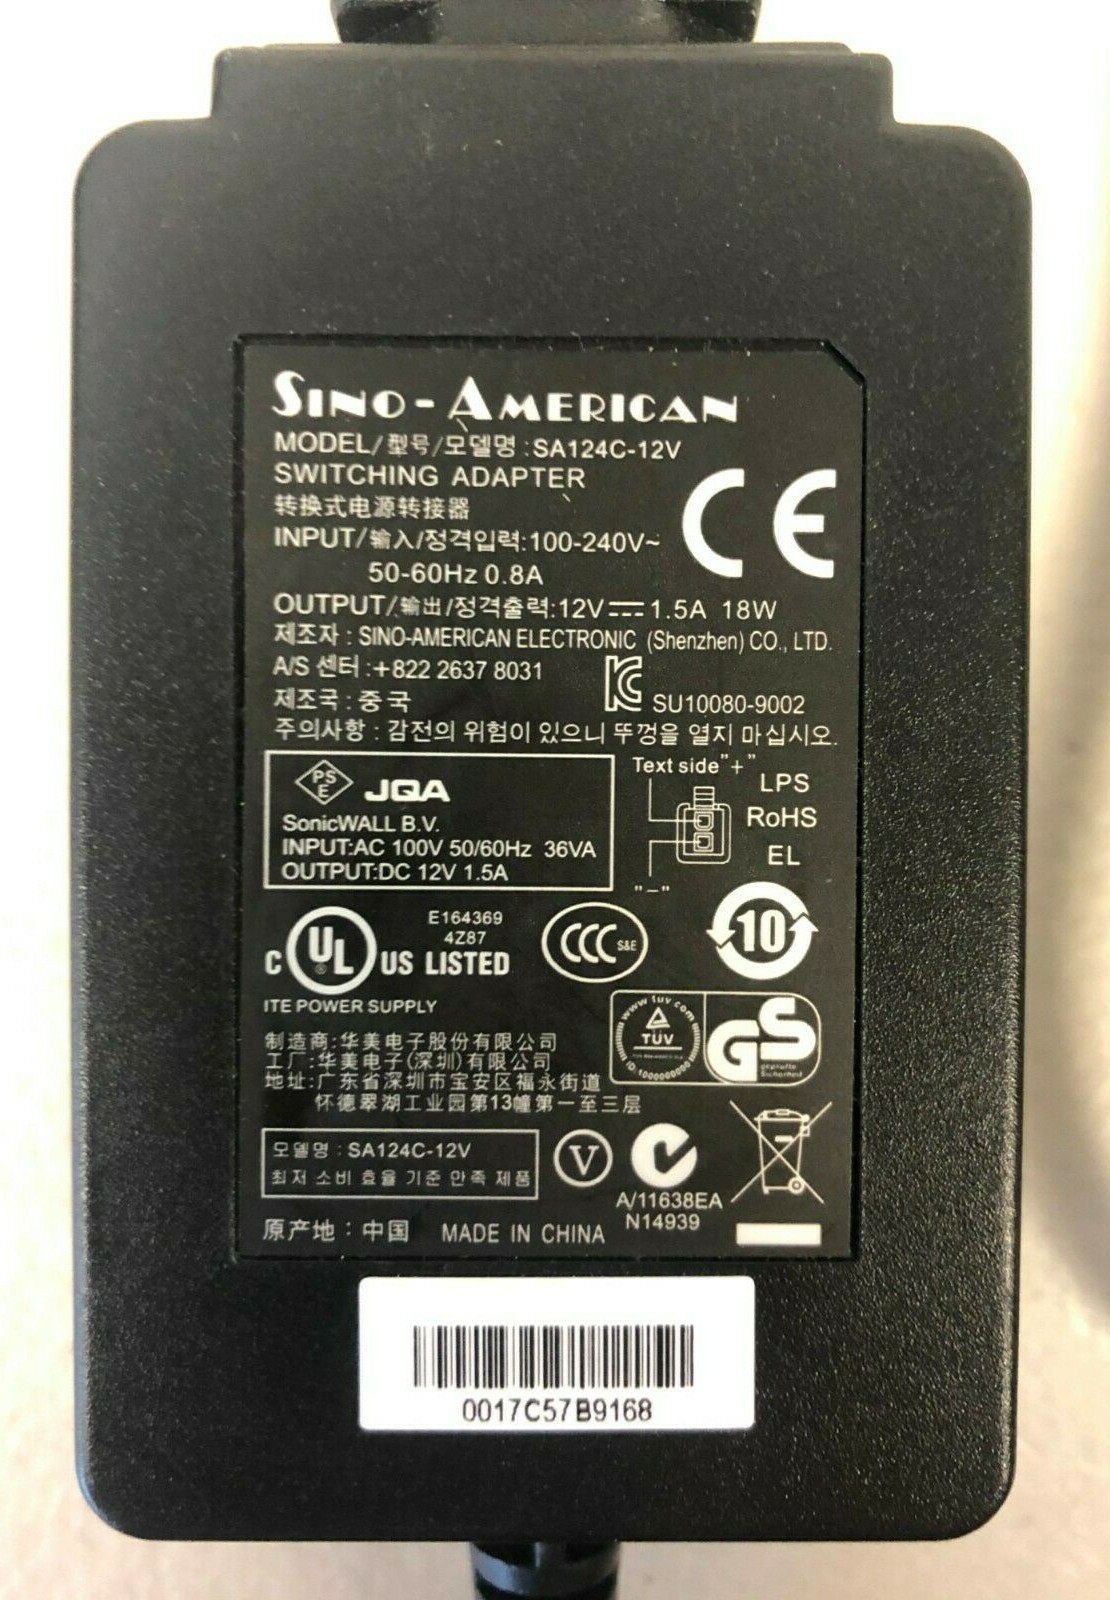 SINO-AMERICAN
MODEL/型号/모델명:SA124C-12V
SWITCHING ADAPTER
转换式电源转接器
INPUT/输入/정격입력:100-240V~
50-60Hz 0.8A
OUTPUT/输出/정격출력:12V⎓1.5A 18W
제조자 : SINO-AMERICAN ELECTRONIC (Shenzhen) CO., LTD.
A/S 센터 :+822 2637 8031
SU10080-9002
제조국 : 중국
주의사항 : 감전의 위험이 있으니 뚜껑을 열지 마십시오.
PSE JQA
SonicWALL B.V.
INPUT:AC 100V 50/60Hz 36VA
OUTPUT:DC 12V 1.5A
Text side"+"
"−"
LPS
RoHS
EL
C UL ® US LISTED
E164369
4Z87
CCC S&E
10
ITE POWER SUPPLY
www.tuv.com
TÜV
ID:1000000000
GS
geprüfte
Sicherheit
制造商:华美电子股份有限公司
工厂:华美电子(深圳)有限公司
地址:广东省深圳市宝安区福永街道
怀德翠湖工业园第13幢第一至三层
모델명 : SA124C-12V
최저 소비 효율 기준 만족 제품
V
A/11638EA
N14939
原产地 : 中国 MADE IN CHINA
0017C57B9168